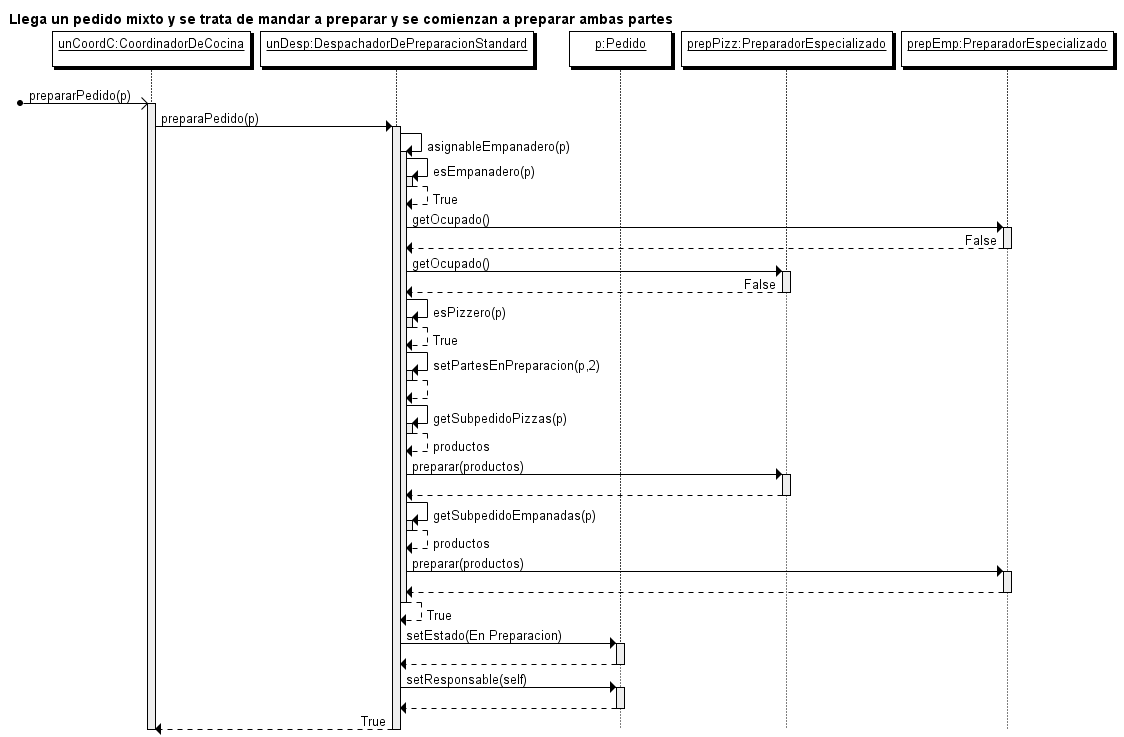 Llega un pedido mixto y se trata de mandar a preparar y se comienzan a preparar ambas partes
unCoordC:CoordinadorDeCocina
unDesp:DespachadorDePreparacionStandard
p:Pedido
prepPizz:PreparadorEspecializado
prepEmp:PreparadorEspecializado
prepararPedido(p)
preparaPedido(p)
asignableEmpanadero(p)
esEmpanadero(p)
True
getOcupado()
False
getOcupado()
False
esPizzero(p)
True
setPartesEnPreparacion(p,2)
getSubpedidoPizzas(p)
productos
preparar(productos)
getSubpedidoEmpanadas(p)
productos
preparar(productos)
True
setEstado(En Preparacion)
setResponsable(self)
True